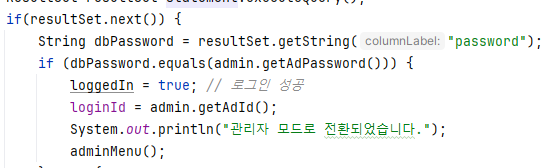 if(resultSet.next()) {
String dbPassword = resultSet.getString( columnLabel: "password");
if (dbPassword.equals(admin.getAdPassword())) {
loggedIn = true; // 로그인 성공
loginId = admin.getAdId();
System.out.println("관리자 모드로 전환되었습니다.");
adminMenu();